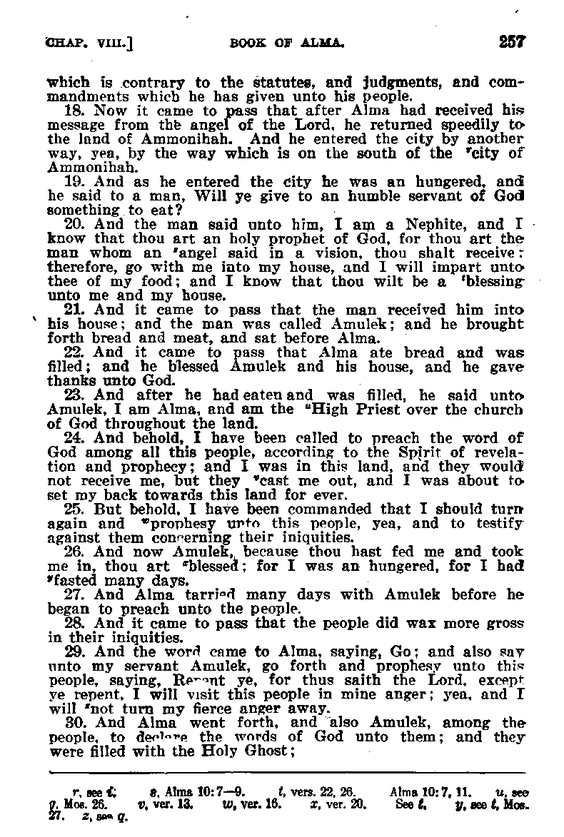 CHAP. VIII.] BOOK OF ALMA. 257
which is contrary to the statutes, and judgments, and com-
mandments which he has given unto his people.
18. Now it came to pass that after Alma had received his
message from the angel of the Lord, he returned speedily to
the land of Ammonihah. And he entered the city by another
way, yea, by the way which is on the south of the ʳcity of
Ammonihah.
19. And as he entered the city he was an hungered, and
he said to a man, Will ye give to an humble servant of God
something to eat?
20. And the man said unto him, I am a Nephite, and I
know that thou art an holy prophet of God, for thou art the
man whom an ˢangel said in a vision, thou shalt receive:
therefore, go with me into my house, and I will impart unto
thee of my food; and I know that thou wilt be a ᵗblessing
unto me and my house.
21. And it came to pass that the man received him into
his house; and the man was called Amulek; and he brought
forth bread and meat, and sat before Alma.
22. And it came to pass that Alma ate bread and was
filled; and he blessed Amulek and his house, and he gave
thanks unto God.
23. And after he had eaten and was filled, he said unto
Amulek, I am Alma, and am the ᵘHigh Priest over the church
of God throughout the land.
24. And behold, I have been called to preach the word of
God among all this people, according to the Spirit of revela-
tion and prophecy; and I was in this land, and they would
not receive me, but they ᵛcast me out, and I was about to
set my back towards this land for ever.
25. But behold, I have been commanded that I should turn
again and ʷprophesy unto this people, yea, and to testify
against them concerning their iniquities.
26. And now Amulek, because thou hast fed me and took
me in, thou art ˣblessed; for I was an hungered, for I had
ʸfasted many days.
27. And Alma tarried many days with Amulek before he
began to preach unto the people.
28. And it came to pass that the people did wax more gross
in their iniquities.
29. And the word came to Alma, saying, Go; and also say
unto my servant Amulek, go forth and prophesy unto this
people, saying, Repent ye, for thus saith the Lord, except
ye repent, I will visit this people in mine anger; yea, and I
will ᶻnot turn my fierce anger away.
30. And Alma went forth, and also Amulek, among the
people, to declare the words of God unto them; and they
were filled with the Holy Ghost;
r, see i; s, Alma 10: 7—9. t, vers. 22, 26. Alma 10: 7, 11. u, see
g, Mos. 26. v, ver. 13. w, ver. 16. x, ver. 20. See t, y, see t, Mos.
27. z, see q.